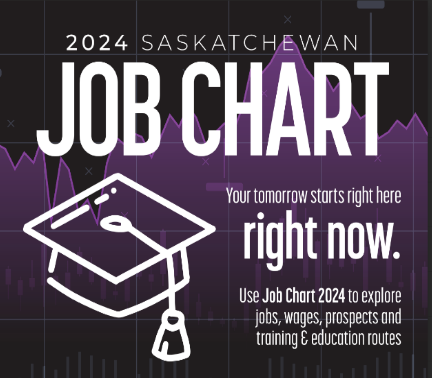 2024 SASKATCHEWAN
JOB CHART
Your tomorrow starts right here
right now.
Use Job Chart 2024 to explore
jobs, wages, prospects and
training & education routes